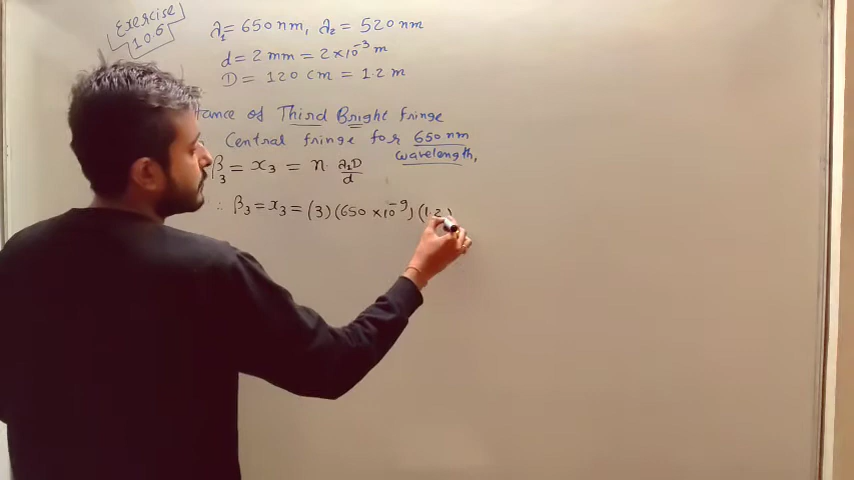 Exercise
10.6
λ₁ = 650 nm, λ₂ = 520 nm
d = 2 mm = 2×10⁻³ m
D = 120 cm = 1.2 m
tance of Third Bright fringe
Central fringe for 650 nm
wavelength,
β₃ = x₃ = n λ₁D/d
∴ β₃ = x₃ = (3)(650 ×10⁻⁹)(1.2)